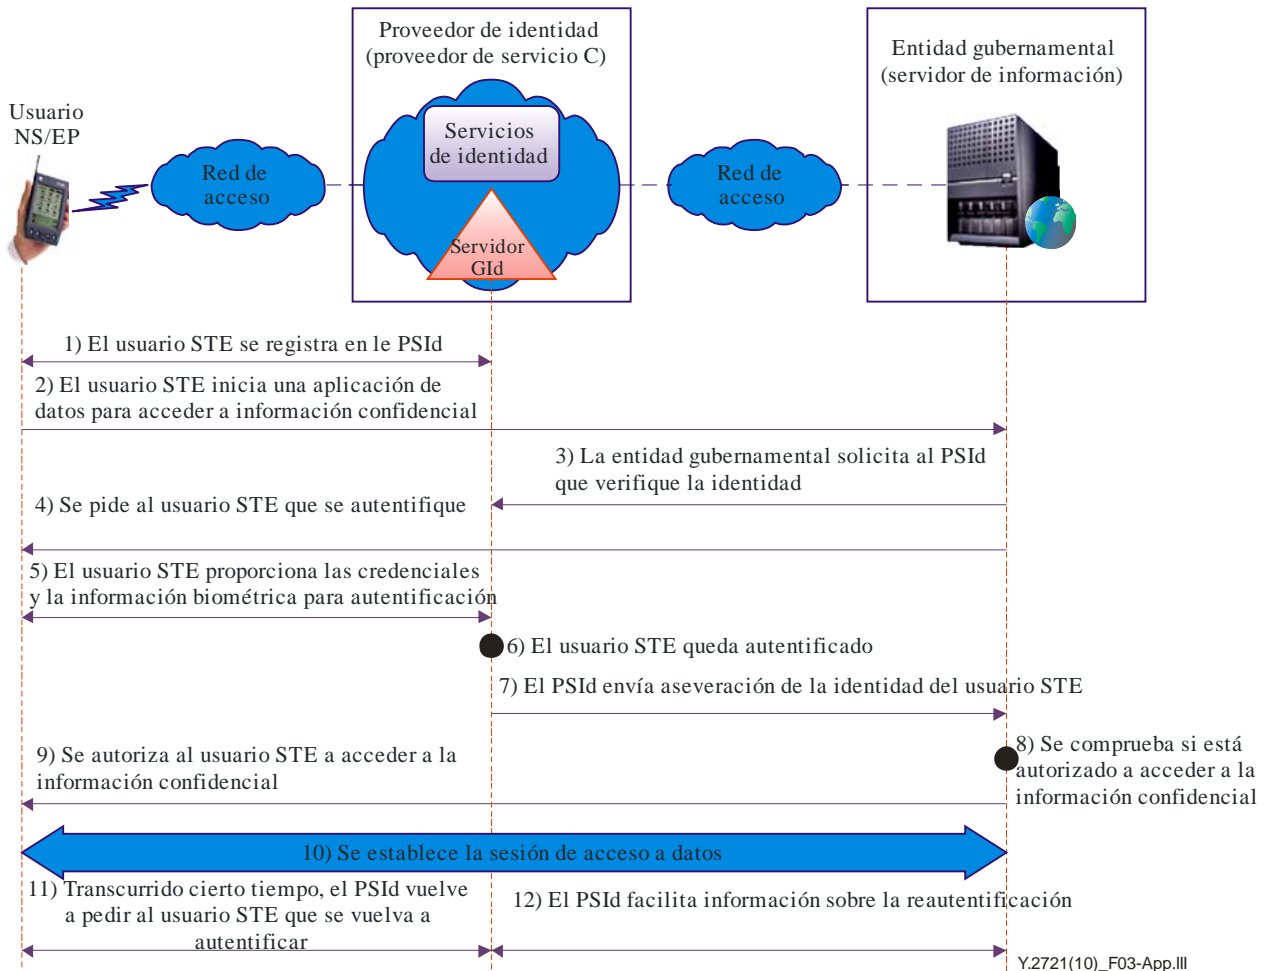 Proveedor de identidad
(proveedor de servicio C)
Entidad gubernamental
(servidor de información)
Usuario
NS/EP
Servicios
de identidad
Red de
acceso
Red de
acceso
Servidor
GId
1) El usuario STE se registra en le PSId
2) El usuario STE inicia una aplicación de
datos para acceder a información confidencial
3) La entidad gubernamental solicita al PSId
que verifique la identidad
4) Se pide al usuario STE que se autentifique
5) El usuario STE proporciona las credenciales
y la información biométrica para autentificación
6) El usuario STE queda autentificado
7) El PSId envía aseveración de la identidad del usuario STE
8) Se comprueba si está
autorizado a acceder a la
información confidencial
9) Se autoriza al usuario STE a acceder a la
información confidencial
10) Se establece la sesión de acceso a datos
11) Transcurrido cierto tiempo, el PSId vuelve
a pedir al usuario STE que se vuelva a
autentificar
12) El PSId facilita información sobre la reautentificación
Y.2721(10)_F03-App.III